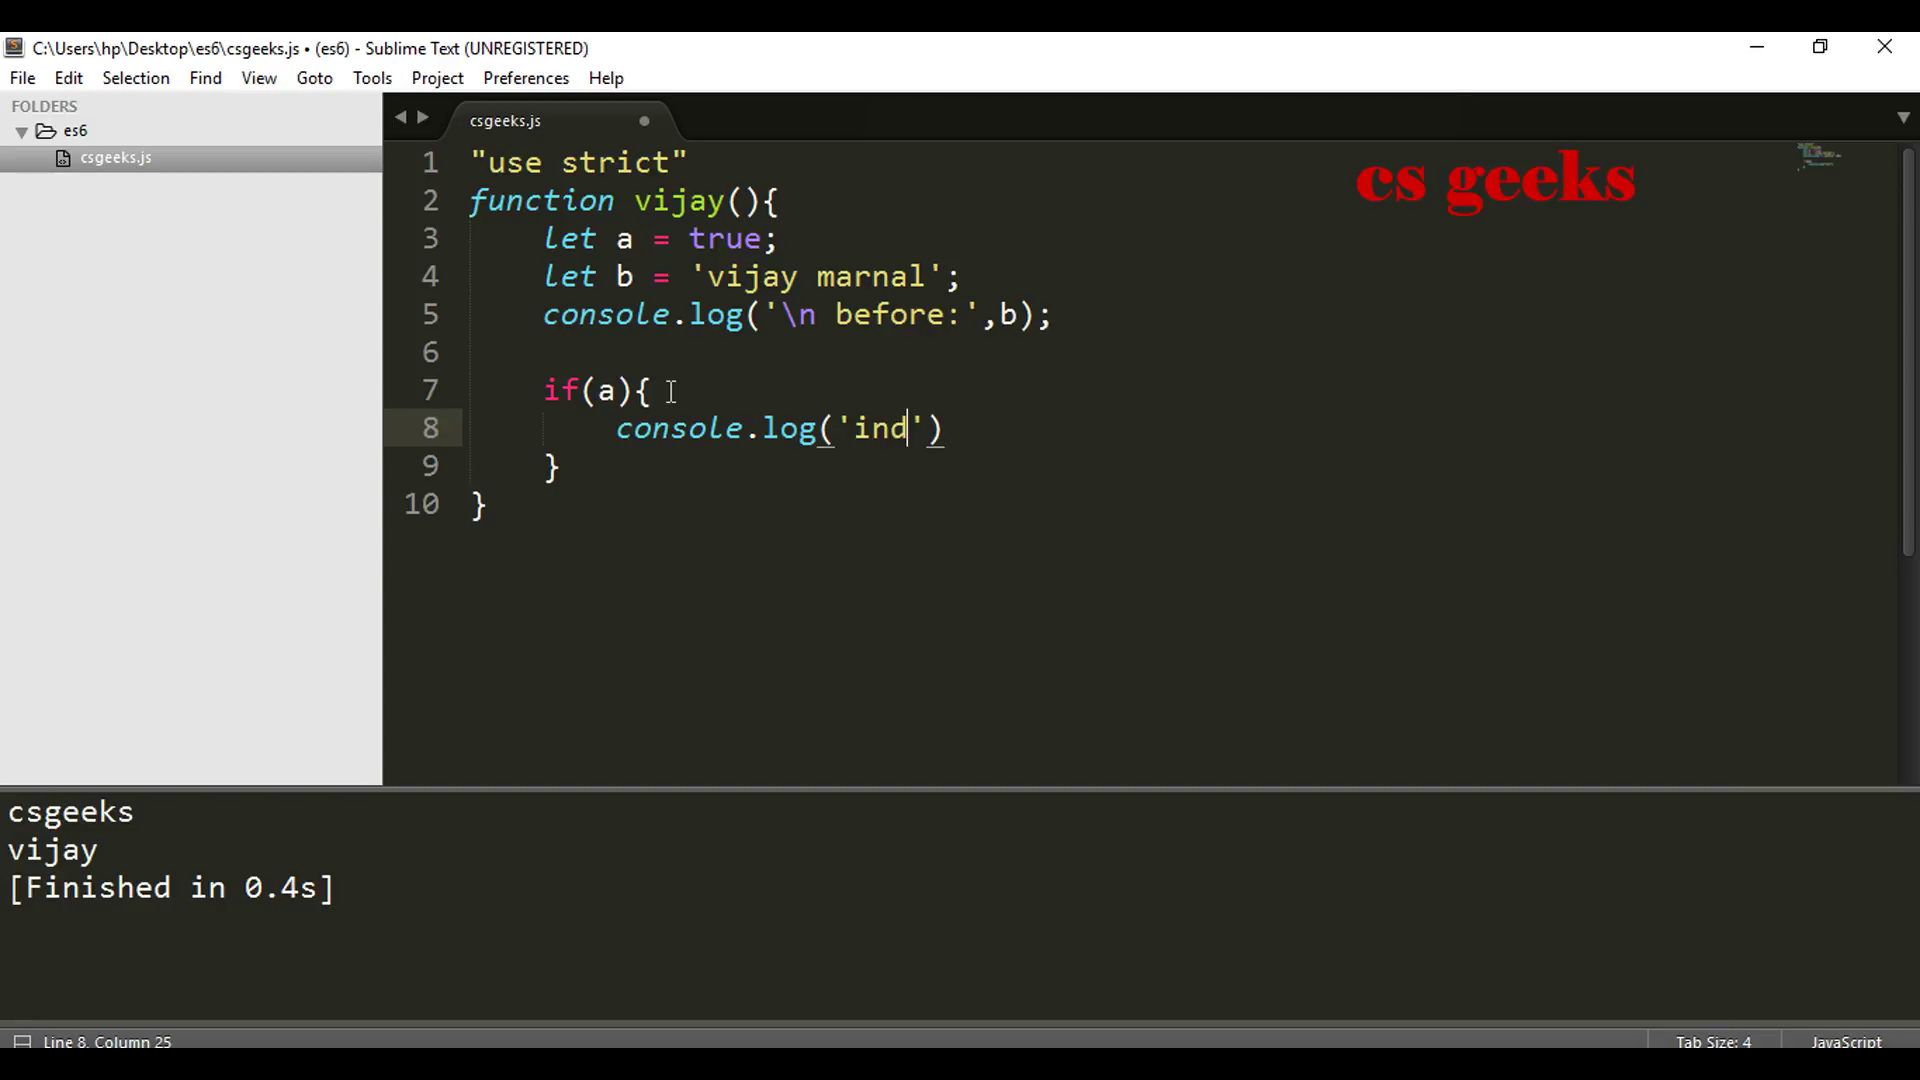 C:\Users\hp\Desktop\es6\csgeeks.js • (es6) - Sublime Text (UNREGISTERED)
File Edit Selection Find View Goto Tools Project Preferences Help
FOLDERS
es6
csgeeks.js
csgeeks.js
cs geeks
1 "use strict"
2 function vijay(){
3 let a = true;
4 let b = 'vijay marnal';
5 console.log('\n before:',b);
6
7 if(a){
8 console.log('ind')
9 }
10 }
csgeeks
vijay
[Finished in 0.4s]
Line 8, Column 25 Tab Size: 4 JavaScript